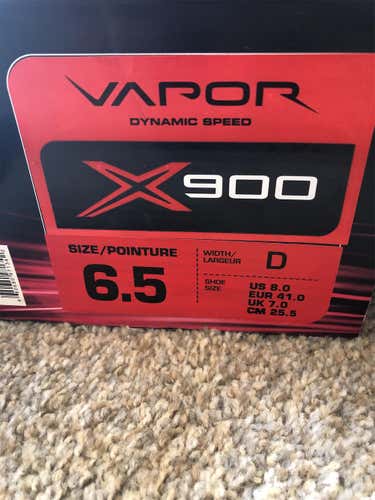 VAPOR
DYNAMIC SPEED
X900
SIZE/POINTURE
6.5
WIDTH/
LARGEUR
D
SHOE
SIZE
US 8.0
EUR 41.0
UK 7.0
CM 25.5